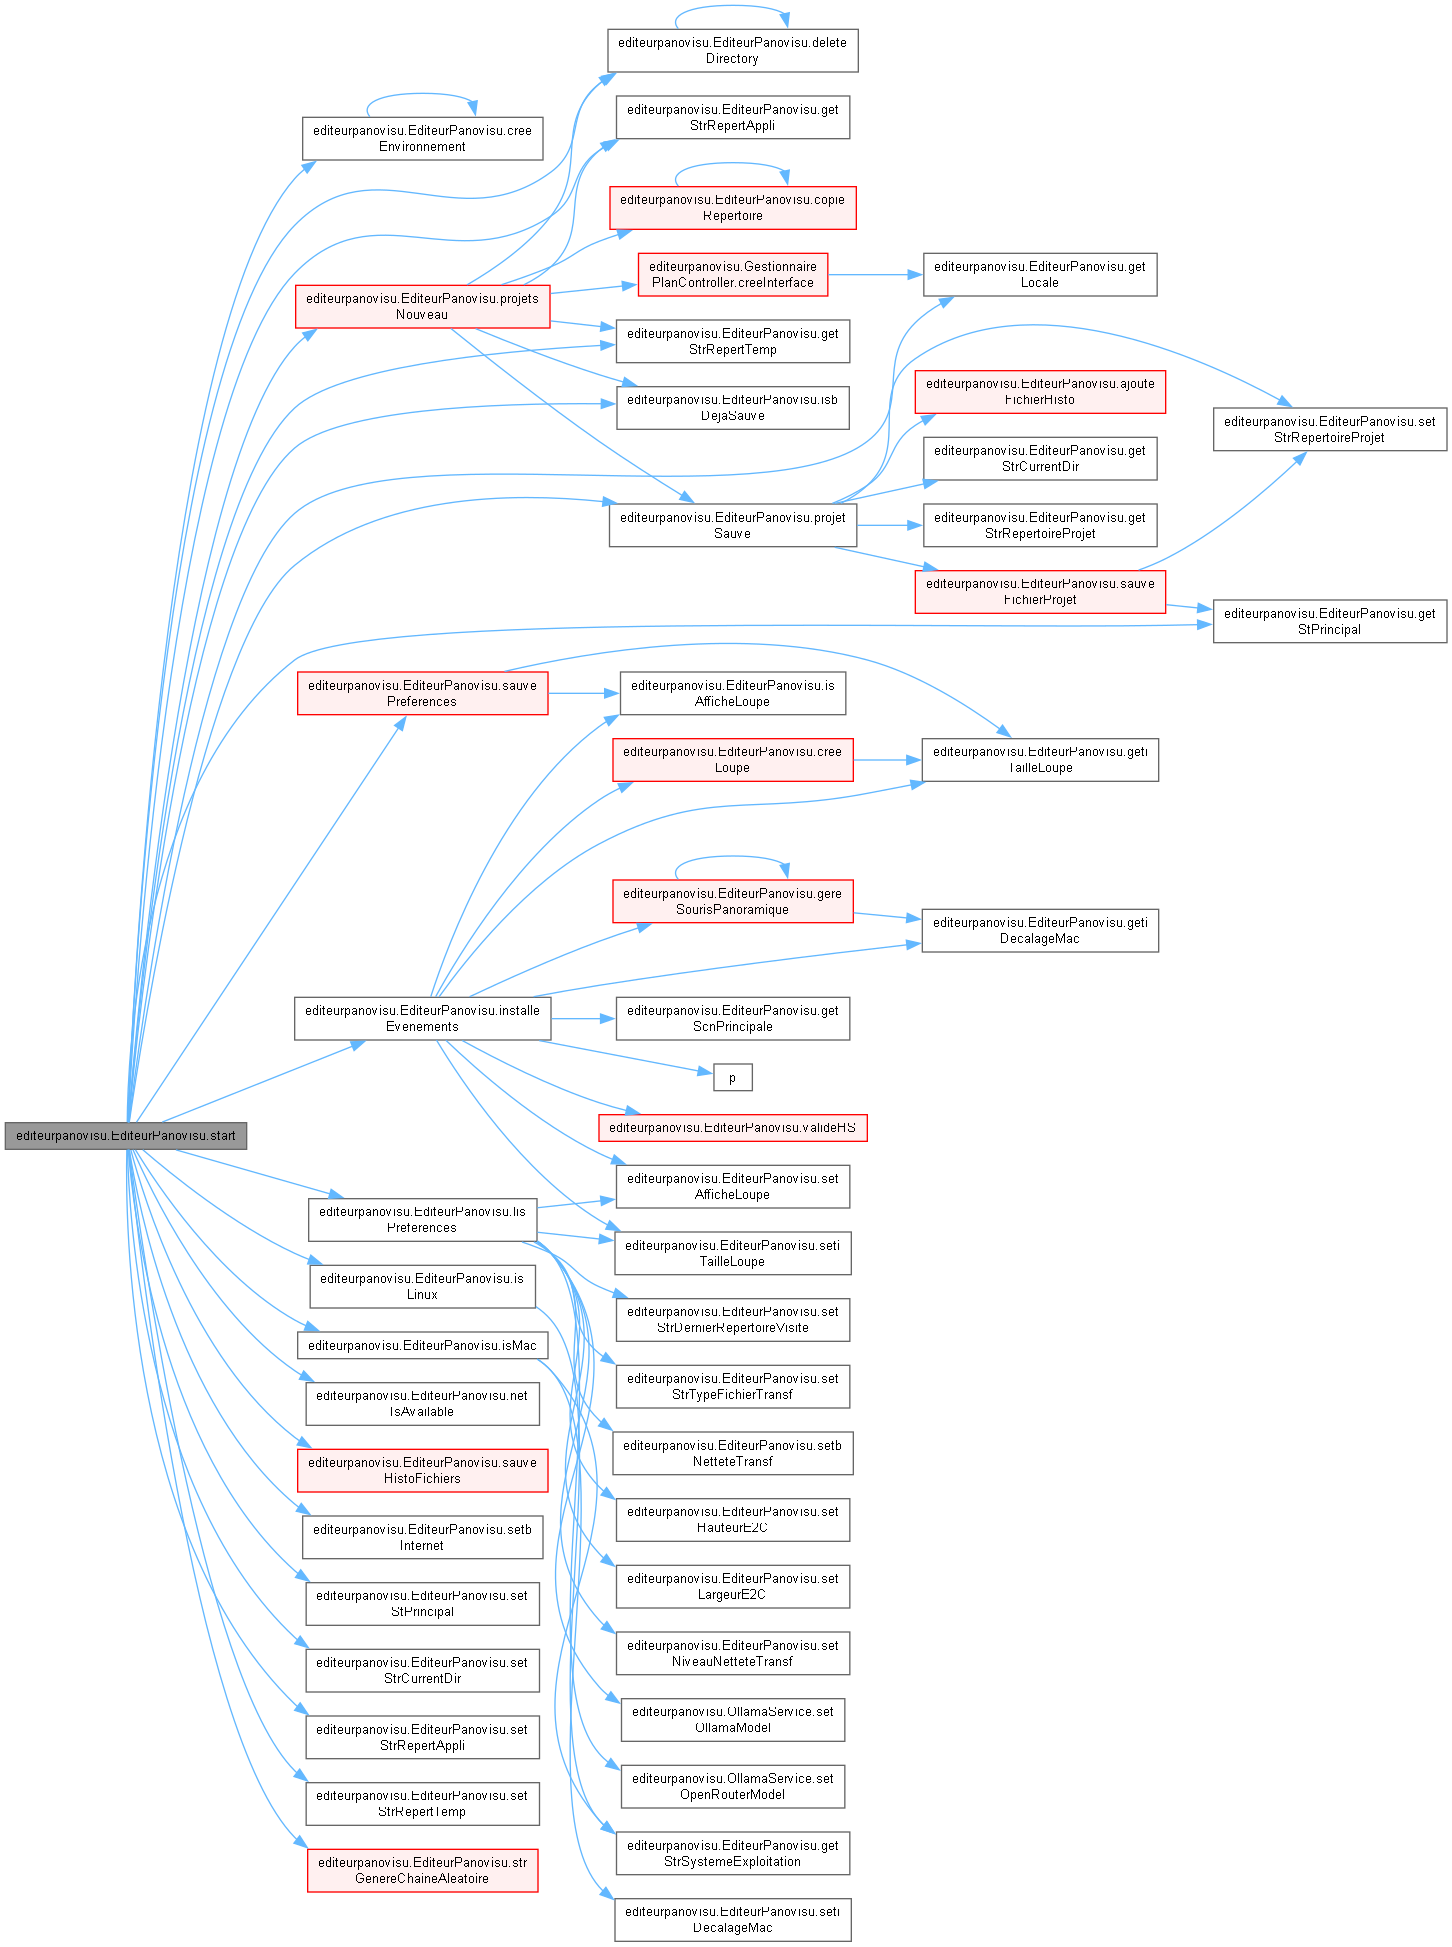 editeurpanovisu.EditeurPanovisu.delete
Directory
editeurpanovisu.EditeurPanovisu.get
StrRepertAppli
editeurpanovisu.EditeurPanovisu.cree
Environnement
editeurpanovisu.EditeurPanovisu.copie
Repertoire
editeurpanovisu.Gestionnaire
PlanController.creeInterface
editeurpanovisu.EditeurPanovisu.get
Locale
editeurpanovisu.EditeurPanovisu.projets
Nouveau
editeurpanovisu.EditeurPanovisu.get
StrRepertTemp
editeurpanovisu.EditeurPanovisu.isb
DejaSauve
editeurpanovisu.EditeurPanovisu.ajoute
FichierHisto
editeurpanovisu.EditeurPanovisu.set
StrRepertoireProjet
editeurpanovisu.EditeurPanovisu.get
StrCurrentDir
editeurpanovisu.EditeurPanovisu.projet
Sauve
editeurpanovisu.EditeurPanovisu.get
StrRepertoireProjet
editeurpanovisu.EditeurPanovisu.sauve
FichierProjet
editeurpanovisu.EditeurPanovisu.get
StPrincipal
editeurpanovisu.EditeurPanovisu.sauve
Preferences
editeurpanovisu.EditeurPanovisu.is
AfficheLoupe
editeurpanovisu.EditeurPanovisu.cree
Loupe
editeurpanovisu.EditeurPanovisu.geti
TailleLoupe
editeurpanovisu.EditeurPanovisu.gere
SourisPanoramique
editeurpanovisu.EditeurPanovisu.geti
DecalageMac
editeurpanovisu.EditeurPanovisu.installe
Evenements
editeurpanovisu.EditeurPanovisu.get
ScnPrincipale
p
editeurpanovisu.EditeurPanovisu.valideHS
editeurpanovisu.EditeurPanovisu.start
editeurpanovisu.EditeurPanovisu.set
AfficheLoupe
editeurpanovisu.EditeurPanovisu.lis
Preferences
editeurpanovisu.EditeurPanovisu.seti
TailleLoupe
editeurpanovisu.EditeurPanovisu.is
Linux
editeurpanovisu.EditeurPanovisu.set
StrDernierRepertoireVisite
editeurpanovisu.EditeurPanovisu.isMac
editeurpanovisu.EditeurPanovisu.set
StrTypeFichierTransf
editeurpanovisu.EditeurPanovisu.net
IsAvailable
editeurpanovisu.EditeurPanovisu.setb
NetteteTransf
editeurpanovisu.EditeurPanovisu.sauve
HistoFichiers
editeurpanovisu.EditeurPanovisu.set
HauteurE2C
editeurpanovisu.EditeurPanovisu.setb
Internet
editeurpanovisu.EditeurPanovisu.set
LargeurE2C
editeurpanovisu.EditeurPanovisu.set
StPrincipal
editeurpanovisu.EditeurPanovisu.set
NiveauNetteteTransf
editeurpanovisu.EditeurPanovisu.set
StrCurrentDir
editeurpanovisu.OllamaService.set
OllamaModel
editeurpanovisu.EditeurPanovisu.set
StrRepertAppli
editeurpanovisu.OllamaService.set
OpenRouterModel
editeurpanovisu.EditeurPanovisu.set
StrRepertTemp
editeurpanovisu.EditeurPanovisu.get
StrSystemeExploitation
editeurpanovisu.EditeurPanovisu.str
GenereChaineAleatoire
editeurpanovisu.EditeurPanovisu.seti
DecalageMac